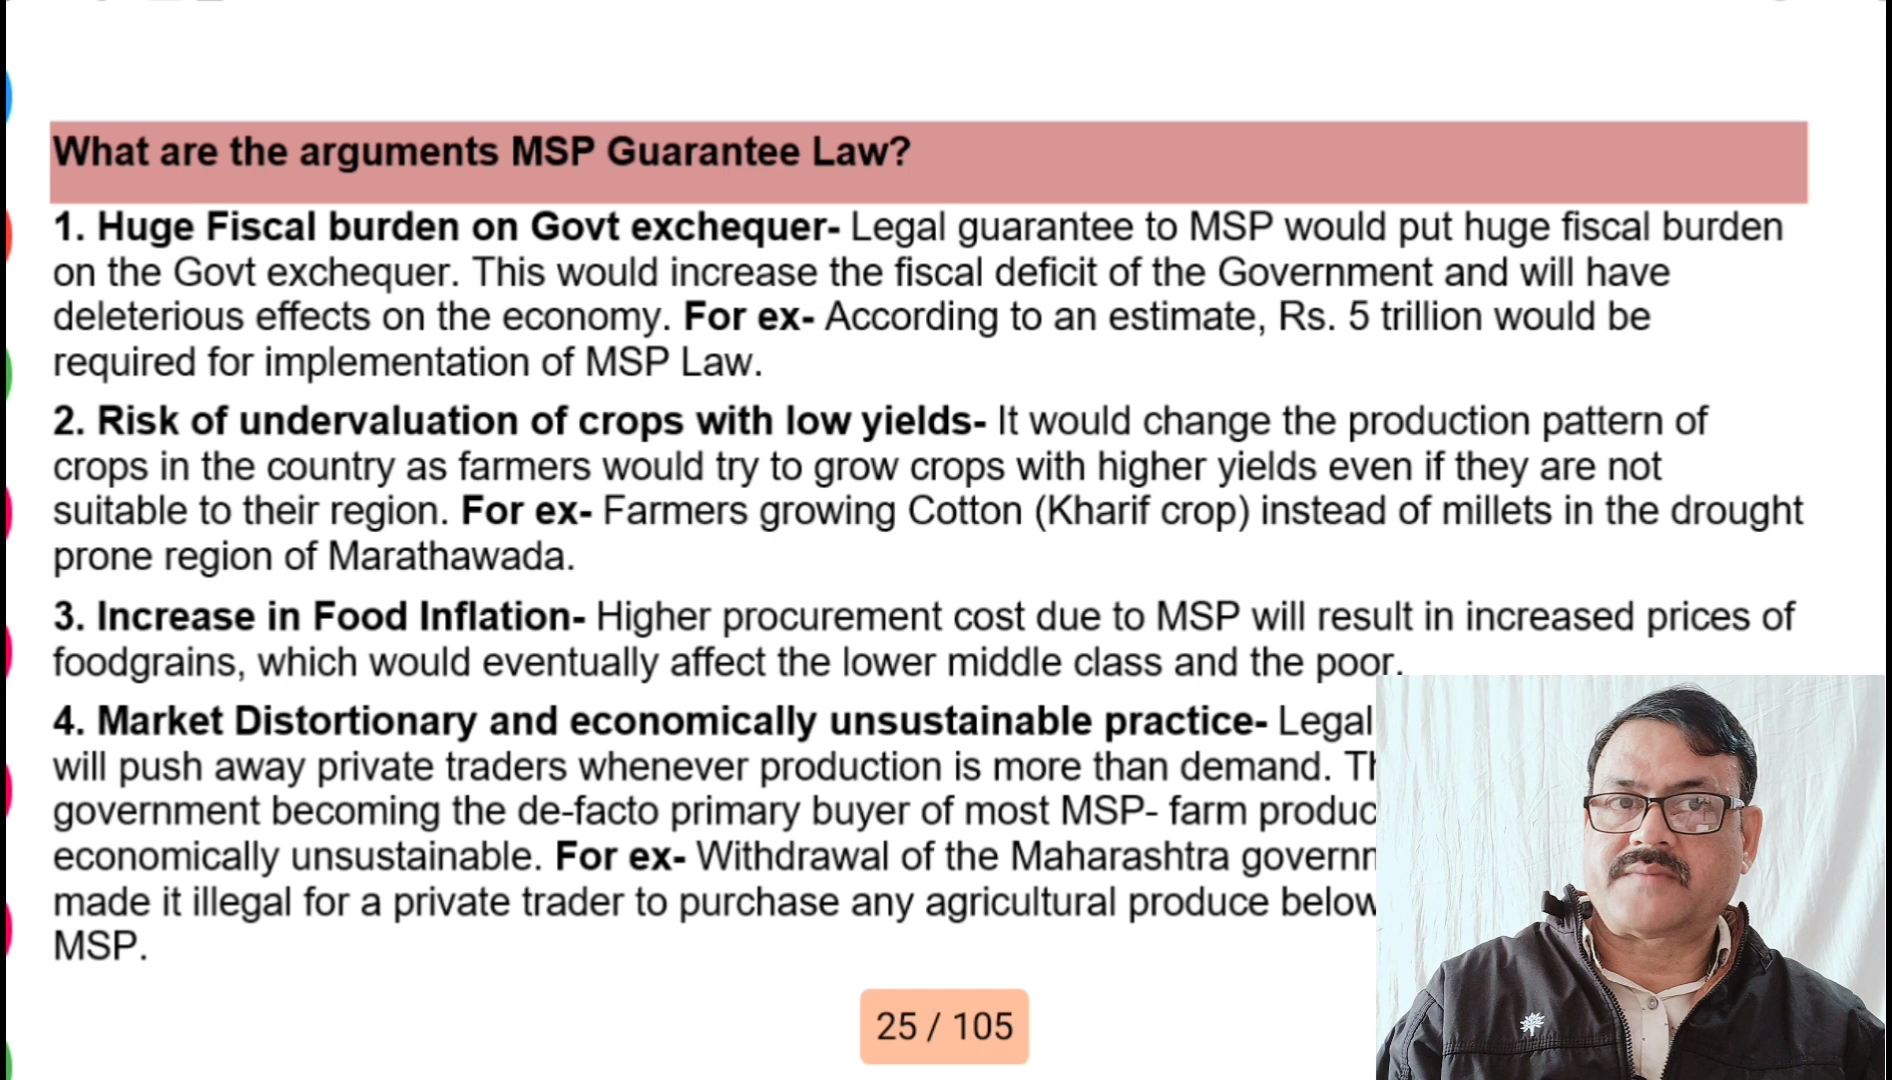 What are the arguments MSP Guarantee Law?
1. Huge Fiscal burden on Govt exchequer- Legal guarantee to MSP would put huge fiscal burden
on the Govt exchequer. This would increase the fiscal deficit of the Government and will have
deleterious effects on the economy. For ex- According to an estimate, Rs. 5 trillion would be
required for implementation of MSP Law.
2. Risk of undervaluation of crops with low yields- It would change the production pattern of
crops in the country as farmers would try to grow crops with higher yields even if they are not
suitable to their region. For ex- Farmers growing Cotton (Kharif crop) instead of millets in the drought
prone region of Marathawada.
3. Increase in Food Inflation- Higher procurement cost due to MSP will result in increased prices of
foodgrains, which would eventually affect the lower middle class and the poor.
4. Market Distortionary and economically unsustainable practice- Legal
will push away private traders whenever production is more than demand.
government becoming the de-facto primary buyer of most MSP- farm
economically unsustainable. For ex- Withdrawal of the Maharashtra
made it illegal for a private trader to purchase any agricultural produce below
MSP.
25 / 105